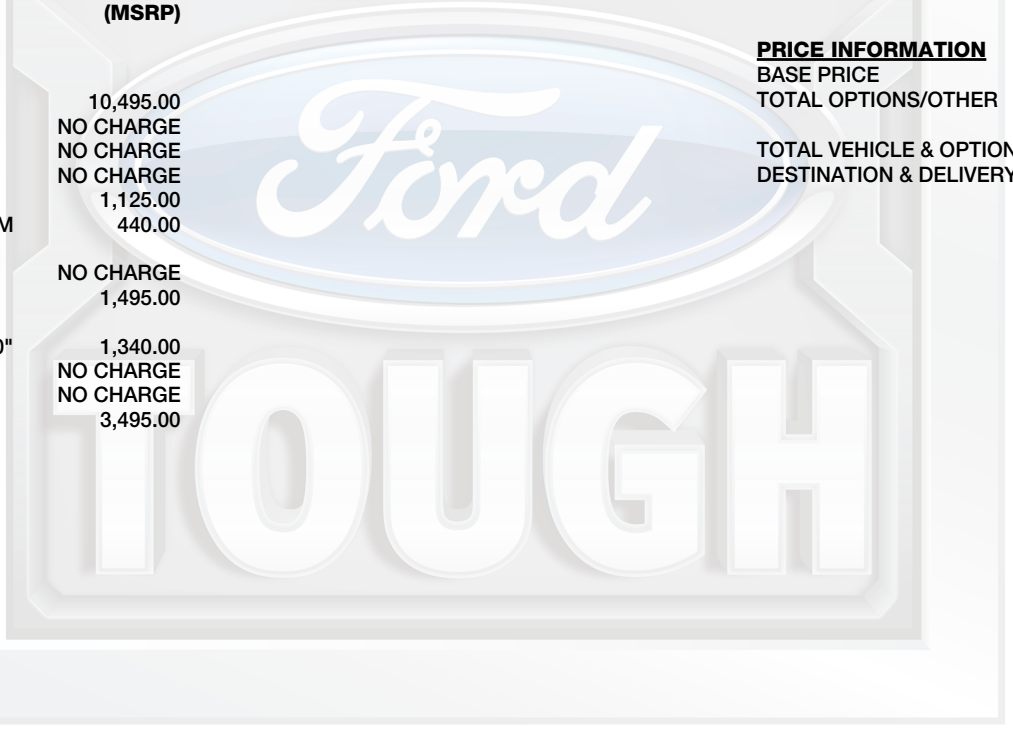 (MSRP)
10,495.00
NO CHARGE
NO CHARGE
NO CHARGE
1,125.00
M 440.00
NO CHARGE
1,495.00
0" 1,340.00
NO CHARGE
NO CHARGE
3,495.00
PRICE INFORMATION
BASE PRICE
TOTAL OPTIONS/OTHER
TOTAL VEHICLE & OPTION
DESTINATION & DELIVERY
Ford
TOUGH